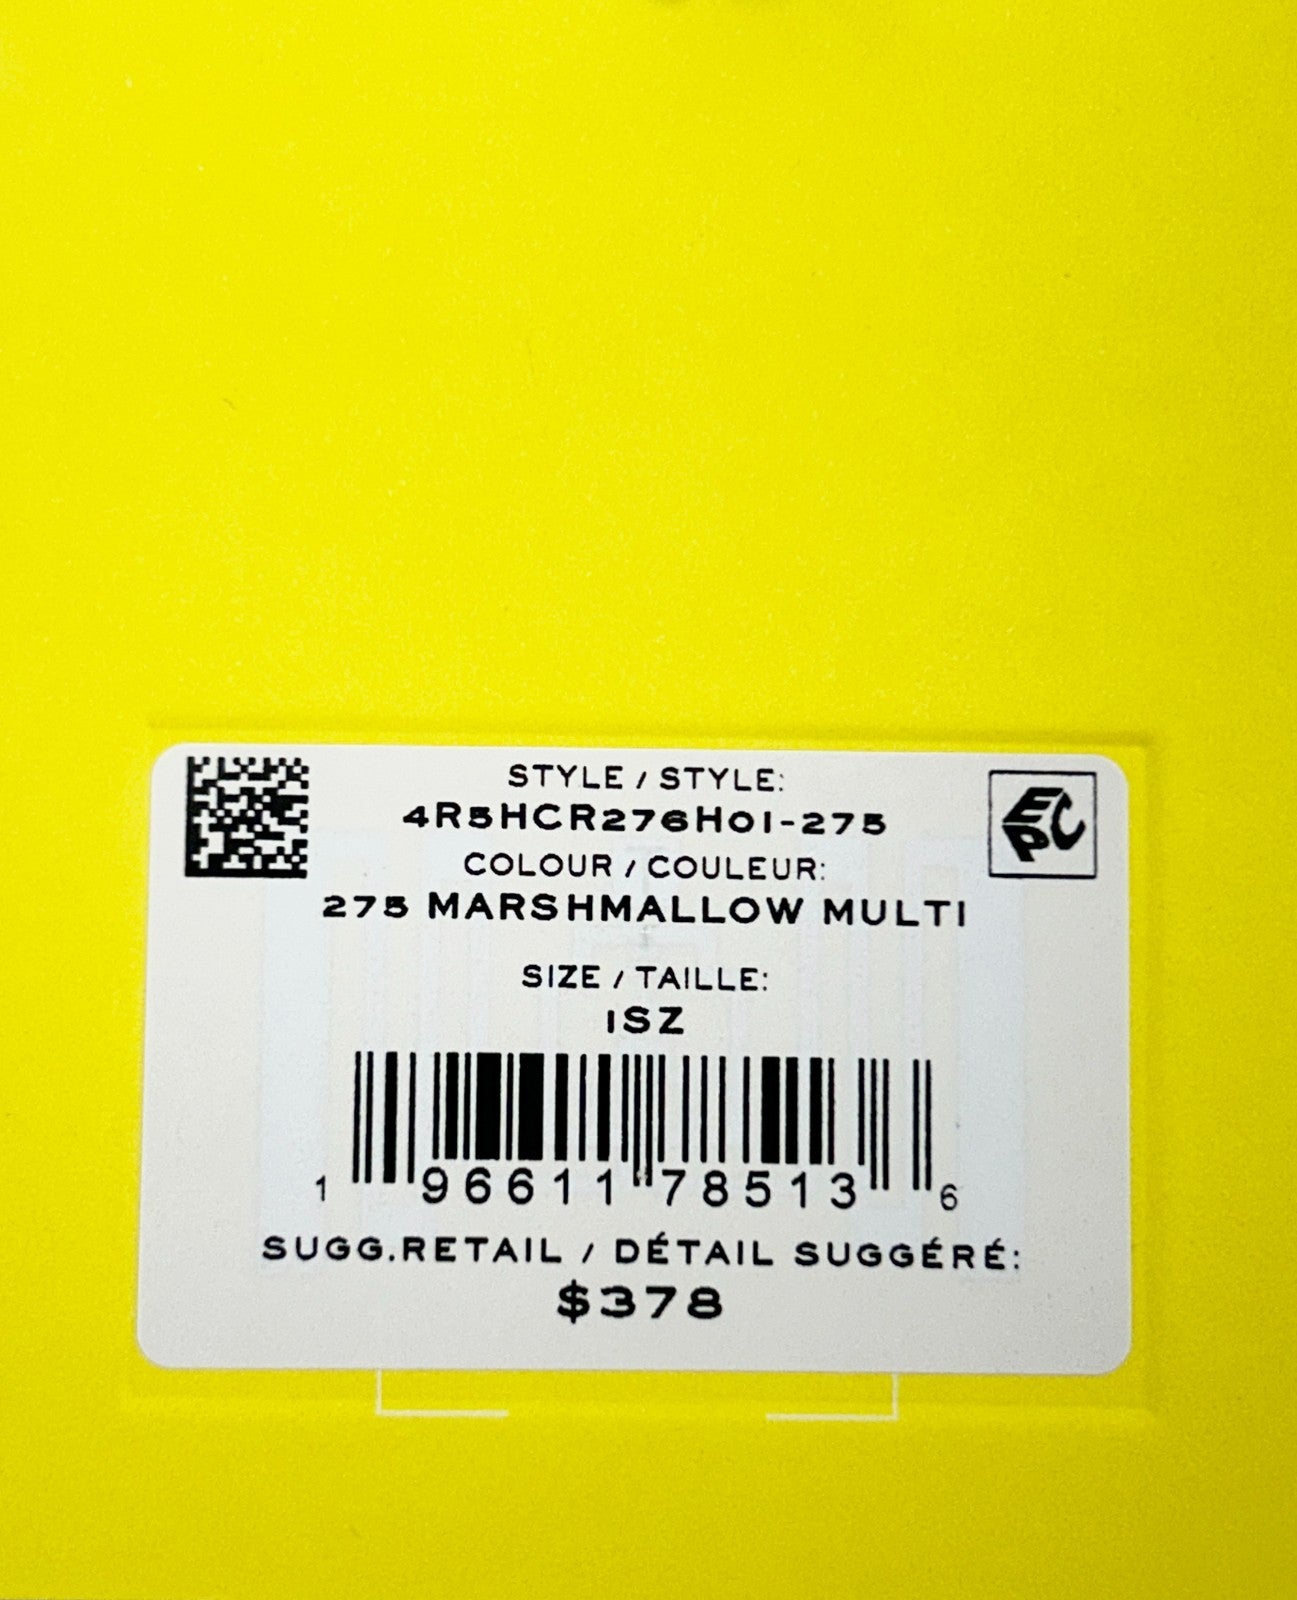 STYLE / STYLE:
4R5HCR276H01-275
EPC
COLOUR / COULEUR:
275 MARSHMALLOW MULTI
SIZE / TAILLE:
1SZ
1 96611 78513 6
SUGG.RETAIL / DÉTAIL SUGGÉRÉ:
$378